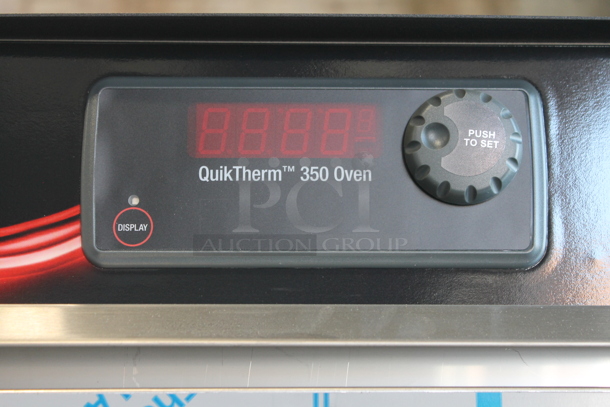 8888°
QuikTherm™ 350 Oven
PUSH
TO SET
DISPLAY
PCI
AUCTION GROUP